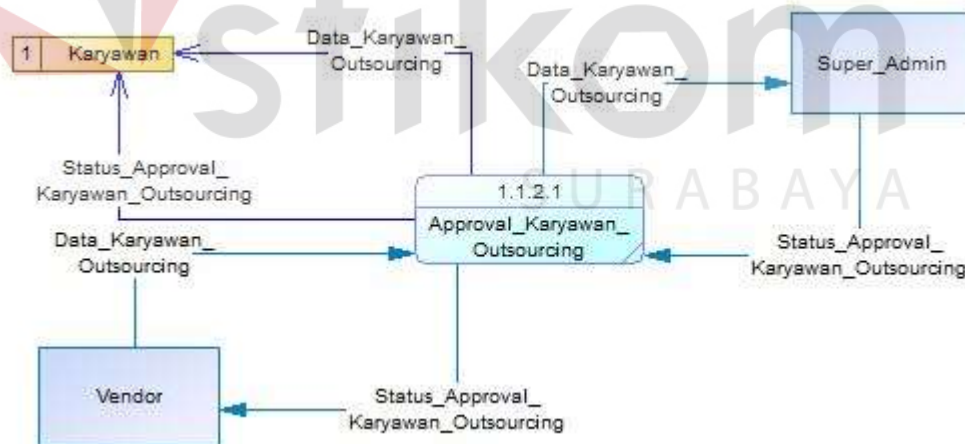 1 Karyawan
Data_Karyawan_
Outsourcing
Data_Karyawan_
Outsourcing
Super_Admin
Status_Approval_
Karyawan_Outsourcing
stikom
SURABAYA
1.1.2.1
Approval_Karyawan_
Outsourcing
Data_Karyawan_
Outsourcing
Status_Approval_
Karyawan_Outsourcing
Vendor
Status_Approval_
Karyawan_Outsourcing